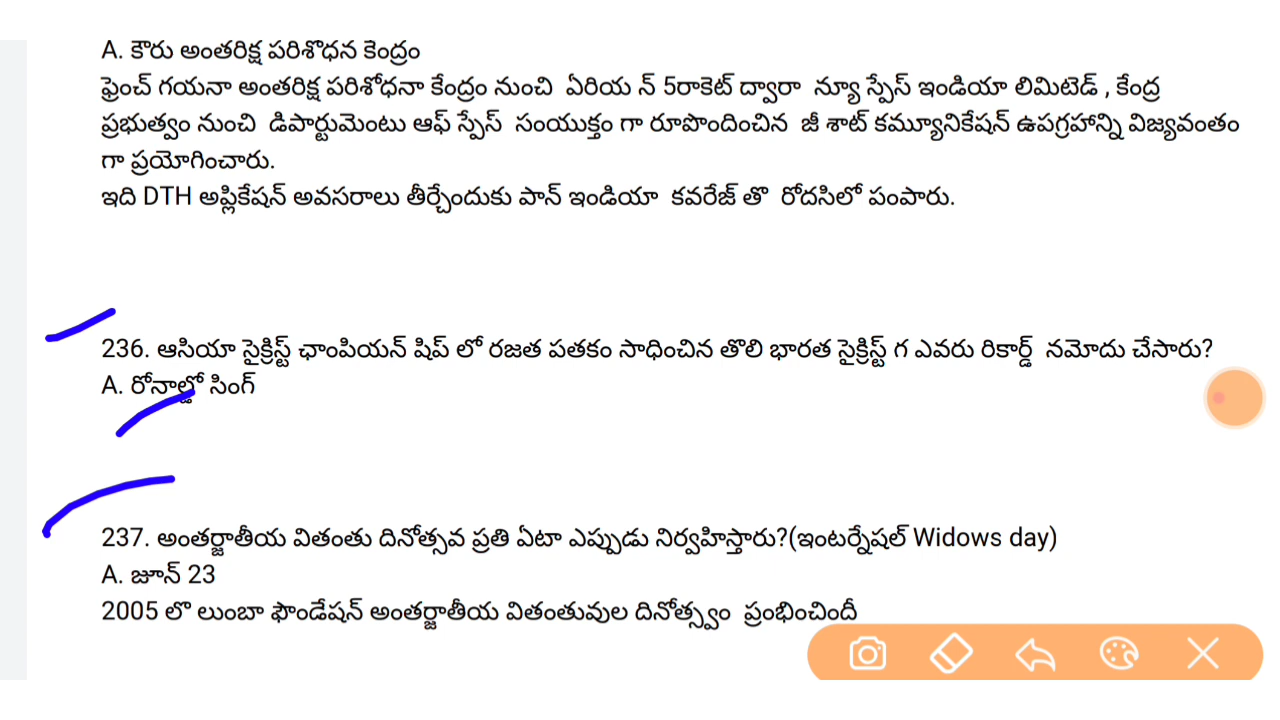 A. కౌరు అంతరిక్ష పరిశొధన కెంద్రం
ఫ్రెంచ్ గయనా అంతరిక్ష పరిశోధనా కేంద్రం నుంచి ఏరియ న్ 5రాకెట్ ద్వారా న్యూ స్పేస్ ఇండియా లిమిటెడ్ , కేంద్ర
ప్రభుత్వం నుంచి డిపార్టుమెంటు ఆఫ్ స్పేస్ సంయుక్తం గా రూపొందించిన జీ శాట్ కమ్యూనికేషన్ ఉపగ్రహాన్ని విజ్యవంతం
గా ప్రయోగించారు.
ఇది DTH అప్లికేషన్ అవసరాలు తీర్చేందుకు పాన్ ఇండియా కవరేజ్ తొ రోదసిలో పంపారు.
236. ఆసియా సైక్రిస్ట్ ఛాంపియన్ షిప్ లో రజత పతకం సాధించిన తొలి భారత సైక్రిస్ట్ గ ఎవరు రికార్డ్ నమోదు చేసారు?
A. రోనాల్డో సింగ్
237. అంతర్జాతీయ వితంతు దినోత్సవ ప్రతి ఏటా ఎప్పుడు నిర్వహిస్తారు?(ఇంటర్నేషల్ Widows day)
A. జూన్ 23
2005 లొ లుంబా ఫౌండేషన్ అంతర్జాతీయ వితంతువుల దినోత్స్వం ప్రంభించిందీ